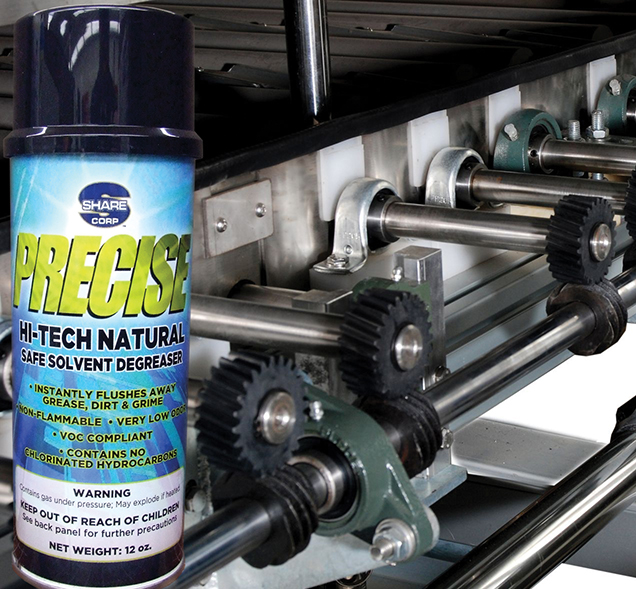 SHARE
CORP
PRECISE
HI-TECH NATURAL
SAFE SOLVENT DEGREASER
• INSTANTLY FLUSHES AWAY
GREASE, DIRT & GRIME
• NON-FLAMMABLE • VERY LOW ODOR
• VOC COMPLIANT
• CONTAINS NO
CHLORINATED HYDROCARBONS
WARNING
Contains gas under pressure; May explode if heated
KEEP OUT OF REACH OF CHILDREN
See back panel for further precautions
NET WEIGHT: 12 oz.